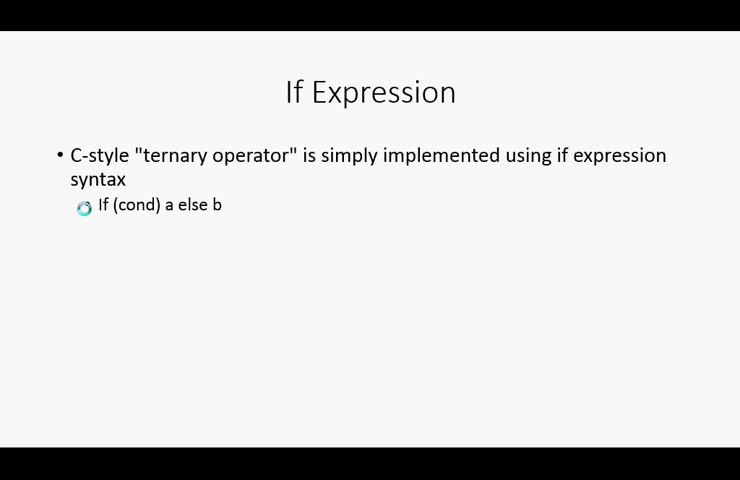 If Expression
• C-style "ternary operator" is simply implemented using if expression
syntax
If (cond) a else b